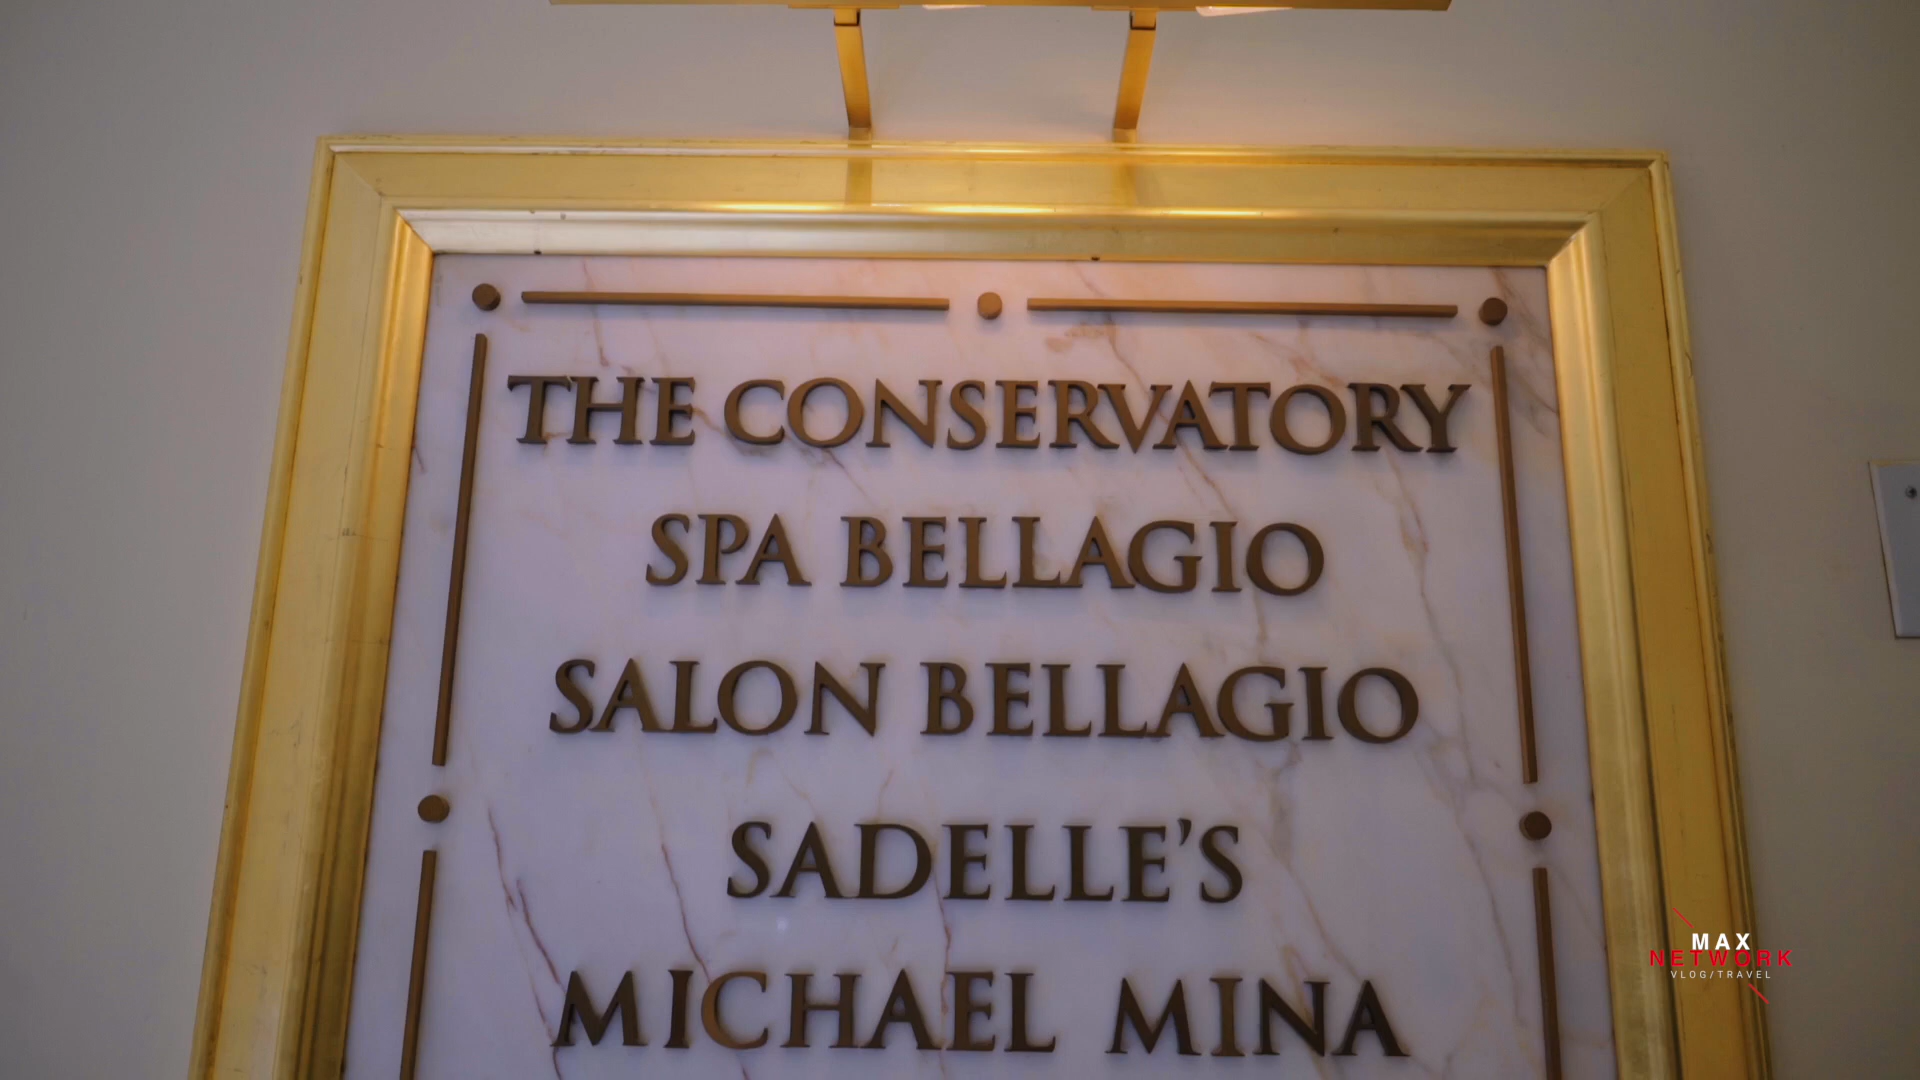 THE CONSERVATORY
SPA BELLAGIO
SALON BELLAGIO
SADELLE'S
MICHAEL MINA
MAX
NETWORK
VLOG/TRAVEL